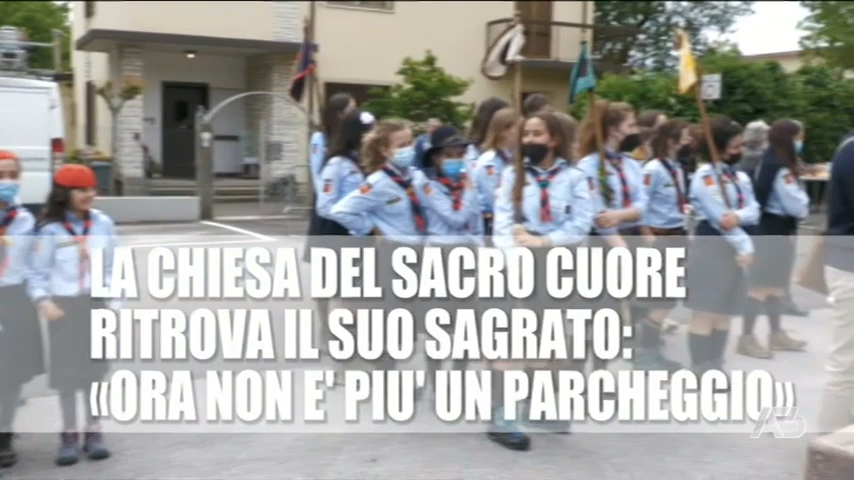 LA CHIESA DEL SACRO CUORE
RITROVA IL SUO SAGRATO:
«ORA NON E' PIU' UN PARCHEGGIO»